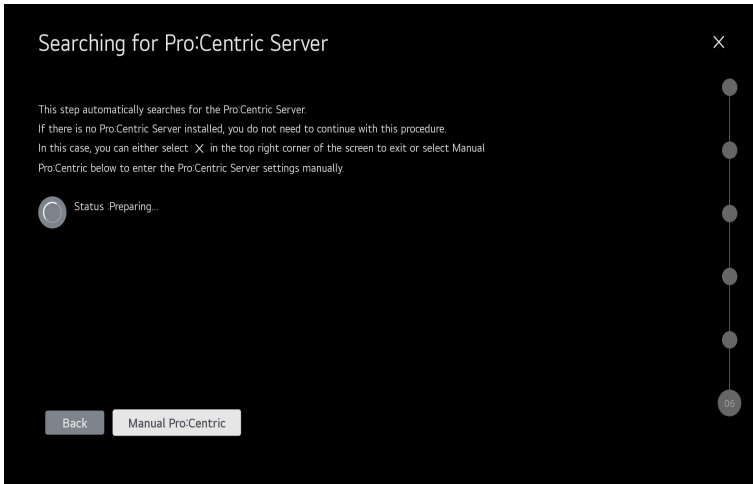 Searching for Pro:Centric Server
X
This step automatically searches for the Pro:Centric Server.
If there is no Pro:Centric Server installed, you do not need to continue with this procedure.
In this case, you can either select X in the top right corner of the screen to exit or select Manual
Pro:Centric below to enter the Pro:Centric Server settings manually.
Status :Preparing...
06
Back Manual Pro:Centric